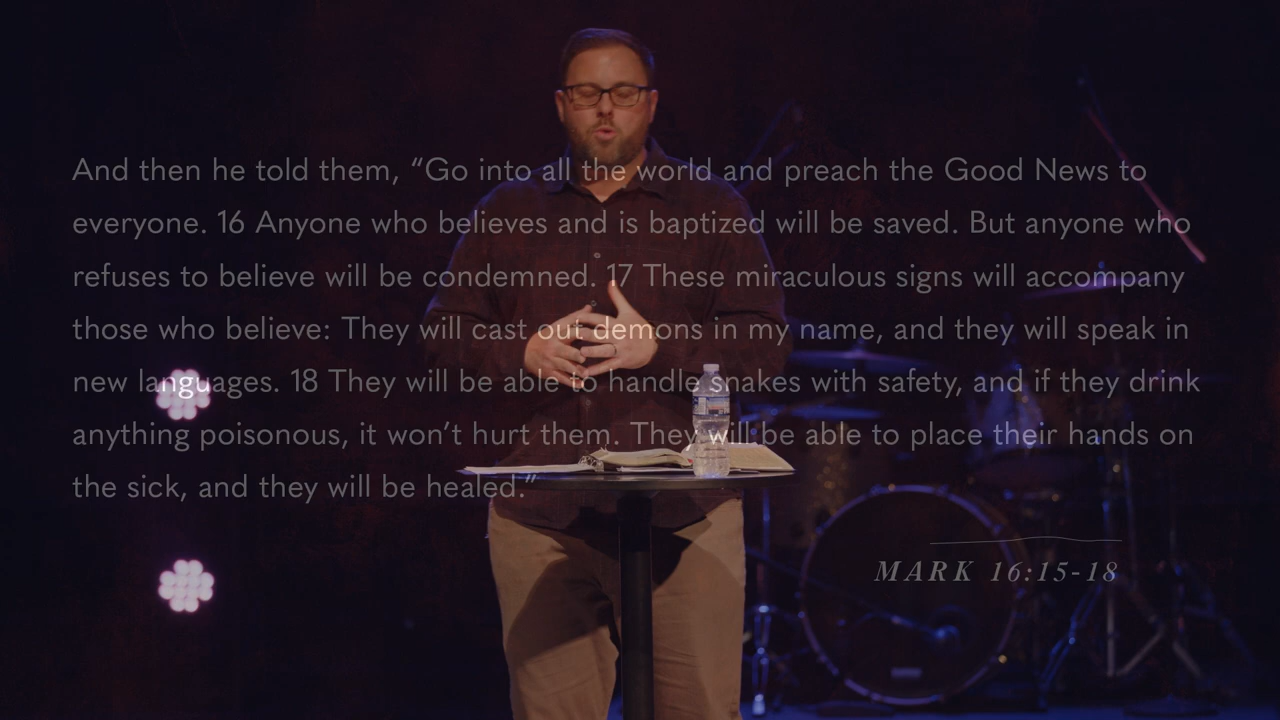 And then he told them, “Go into all the world and preach the Good News to
everyone. 16 Anyone who believes and is baptized will be saved. But anyone who
refuses to believe will be condemned. 17 These miraculous signs will accompany
those who believe: They will cast out demons in my name, and they will speak in
new languages. 18 They will be able to handle snakes with safety, and if they drink
anything poisonous, it won’t hurt them. They will be able to place their hands on
the sick, and they will be healed.”
MARK 16:15-18